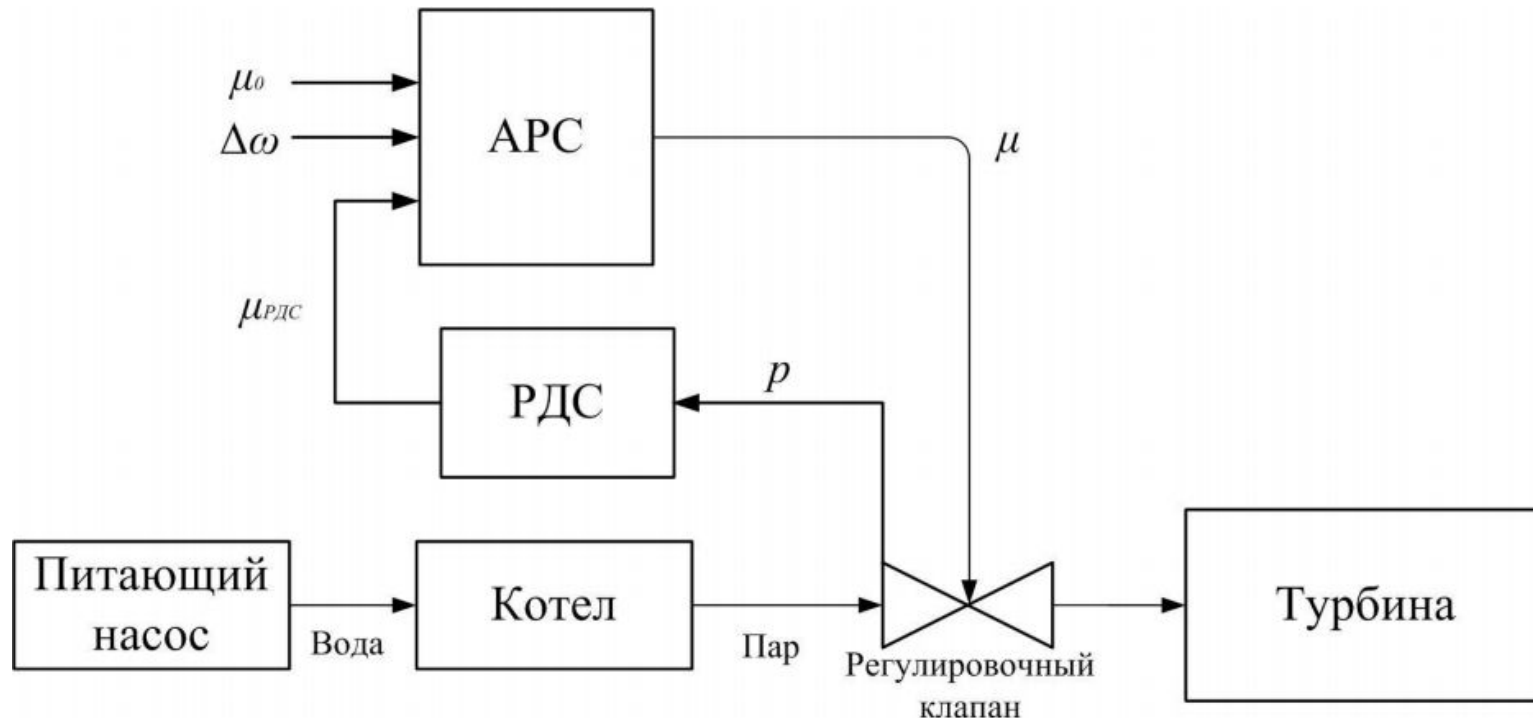 μ0
Δω
АРС
μ
μРДС
РДС
p
Питающий
насос
Вода
Котел
Пар
Регулировочный
клапан
Турбина